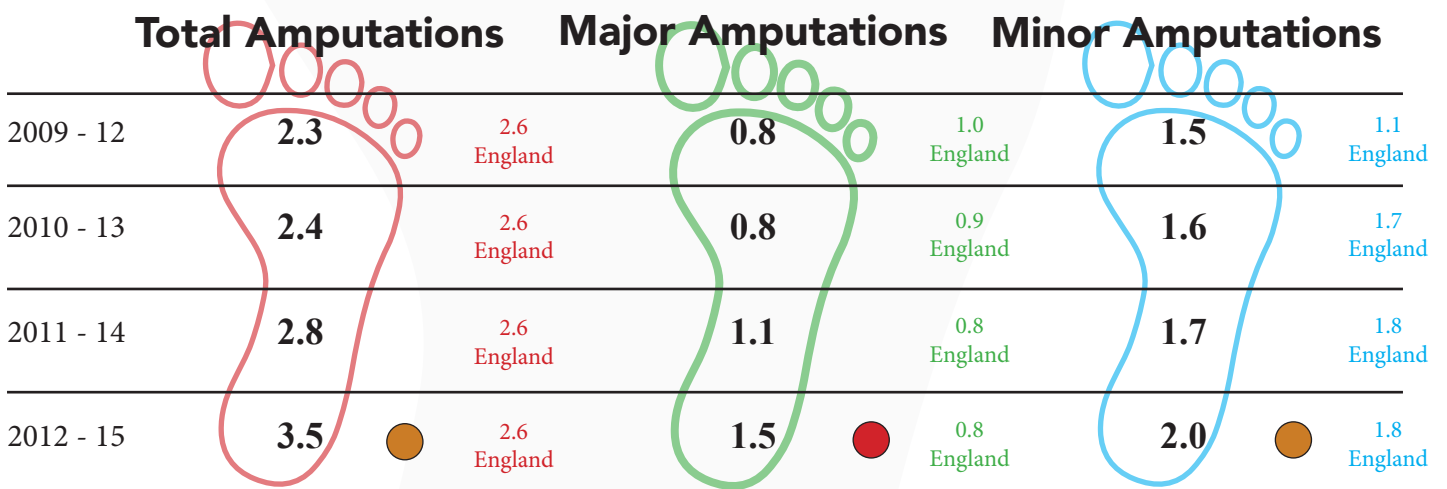 Total Amputations Major Amputations Minor Amputations
2009 - 12 2.3 2.6 England 0.8 1.0 England 1.5 1.1 England
2010 - 13 2.4 2.6 England 0.8 0.9 England 1.6 1.7 England
2011 - 14 2.8 2.6 England 1.1 0.8 England 1.7 1.8 England
2012 - 15 3.5 2.6 England 1.5 0.8 England 2.0 1.8 England